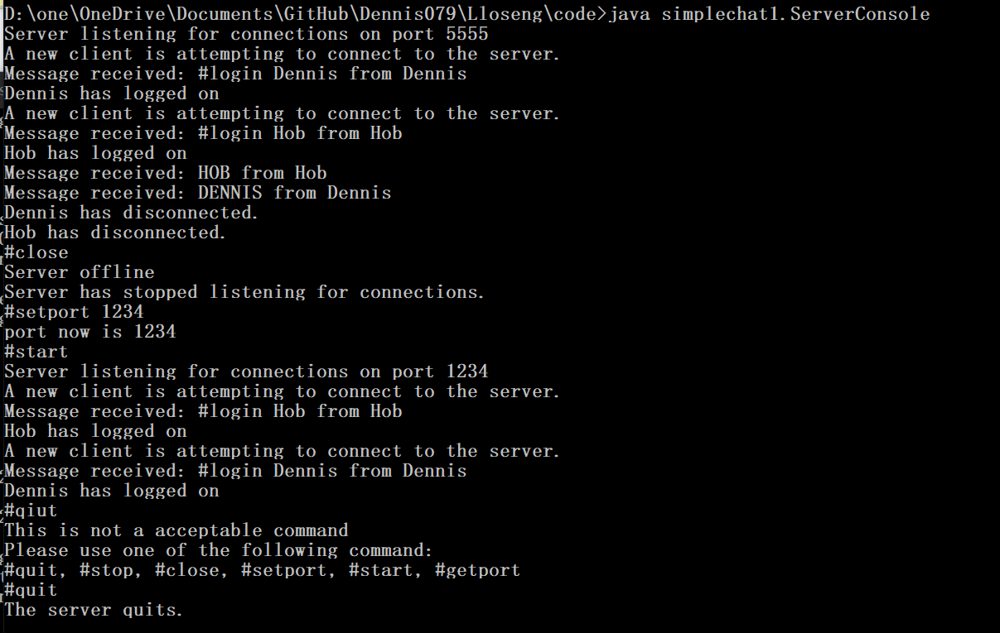 D:\one\OneDrive\Documents\GitHub\Dennis079\Lloseng\code>java simplechat1.ServerConsole
Server listening for connections on port 5555
A new client is attempting to connect to the server.
Message received: #login Dennis from Dennis
Dennis has logged on
A new client is attempting to connect to the server.
Message received: #login Hob from Hob
Hob has logged on
Message received: HOB from Hob
Message received: DENNIS from Dennis
Dennis has disconnected.
Hob has disconnected.
#close
Server offline
Server has stopped listening for connections.
#setport 1234
port now is 1234
#start
Server listening for connections on port 1234
A new client is attempting to connect to the server.
Message received: #login Hob from Hob
Hob has logged on
A new client is attempting to connect to the server.
Message received: #login Dennis from Dennis
Dennis has logged on
#qiut
This is not a acceptable command
Please use one of the following command:
#quit, #stop, #close, #setport, #start, #getport
#quit
The server quits.